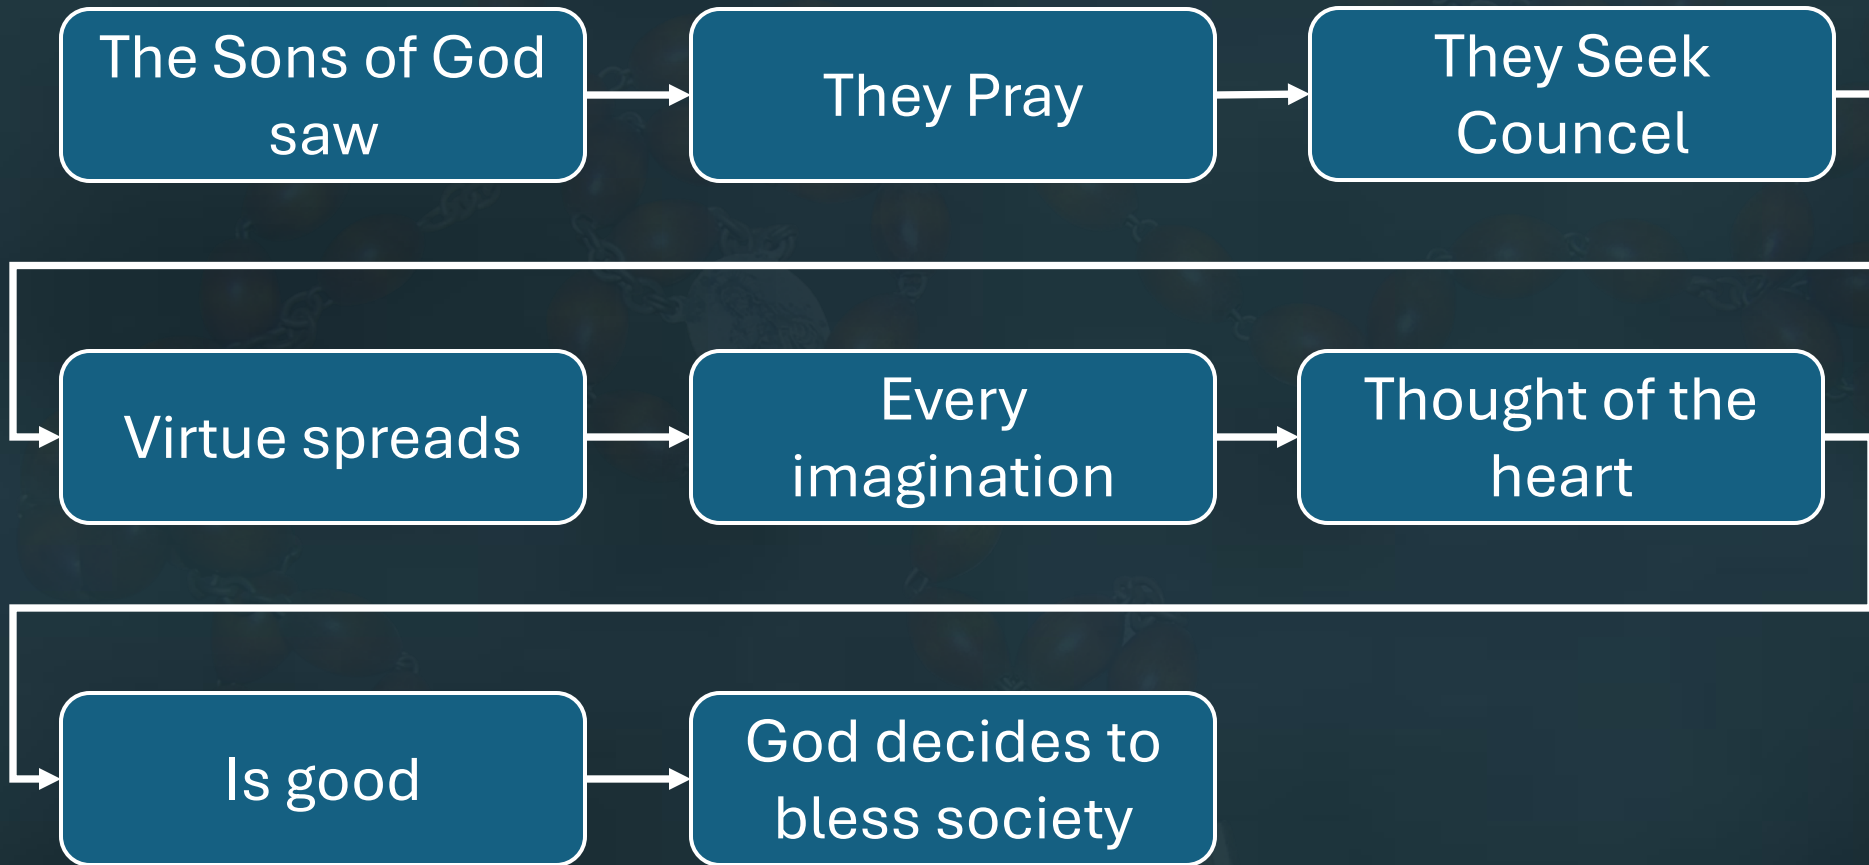 The Sons of God
saw
They Pray
They Seek
Councel
Virtue spreads
Every
imagination
Thought of the
heart
Is good
God decides to
bless society